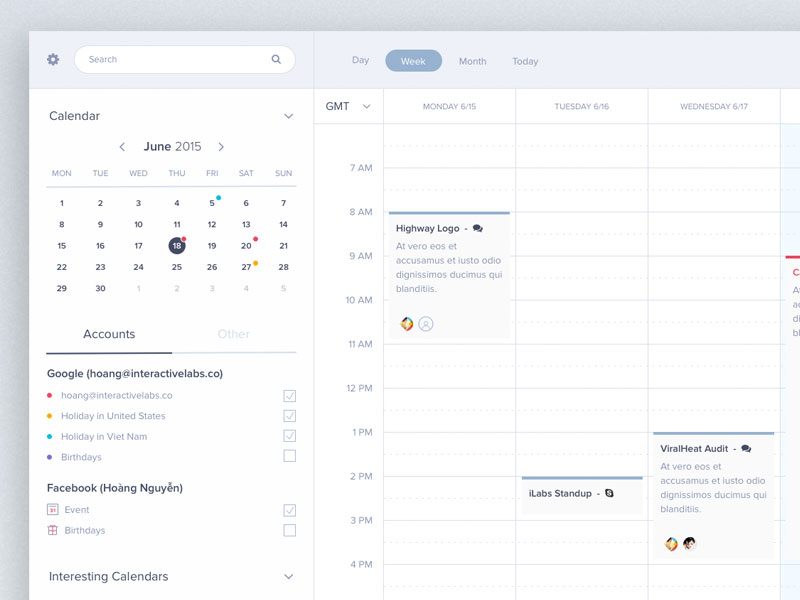 Search
Day Week Month Today
Calendar
June 2015
MON TUE WED THU FRI SAT SUN
1 2 3 4 5 6 7
8 9 10 11 12 13 14
15 16 17 18 19 20 21
22 23 24 25 26 27 28
29 30 1 2 3 4 5
Accounts Other
Google (hoang@interactivelabs.co)
hoang@interactivelabs.co
Holiday in United States
Holiday in Viet Nam
Birthdays
Facebook (Hoàng Nguyễn)
31 Event
Birthdays
Interesting Calendars
GMT MONDAY 6/15 TUESDAY 6/16 WEDNESDAY 6/17
7 AM
8 AM
9 AM
10 AM
11 AM
12 PM
1 PM
2 PM
3 PM
4 PM
Highway Logo -
At vero eos et
accusamus et iusto odio
dignissimos ducimus qui
blanditiis.
iLabs Standup -
ViralHeat Audit -
At vero eos et
accusamus et iusto odio
dignissimos ducimus qui
blanditiis.